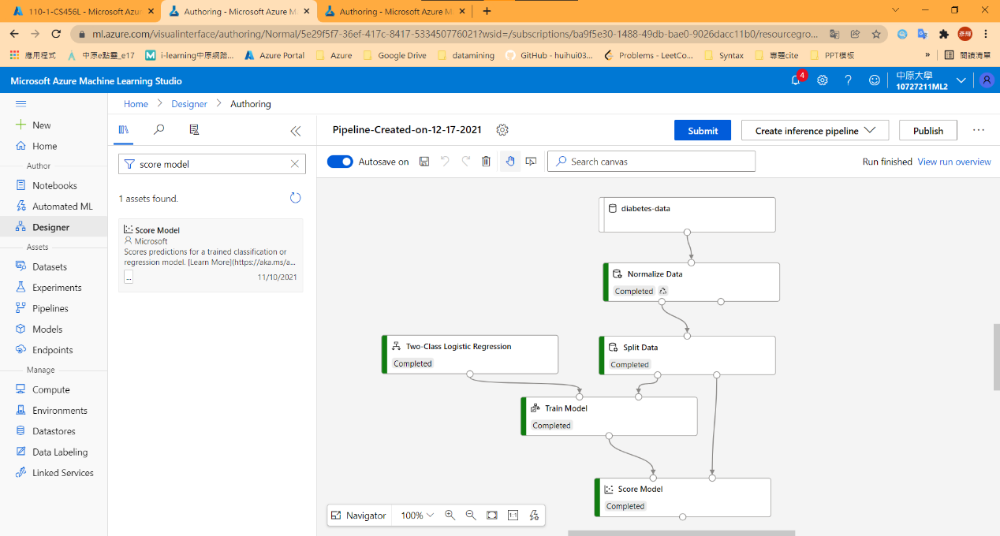 110-1-CS456L - Microsoft Azur
Authoring - Microsoft Azure M
Authoring - Microsoft Azure M
ml.azure.com/visualinterface/authoring/Normal/5e29f5f7-36ef-417c-8417-533450776021?wsid=/subscriptions/ba9f5e30-1488-49db-bae0-9026dacc11b0/resourcegro...
應用程式
中原e點靈_e17
i-learning中原網路...
Azure Portal
Azure
Google Drive
datamining
GitHub - huihui03...
Problems - LeetCo...
Syntax
專題cite
PPT模板
»
閱讀清單
Microsoft Azure Machine Learning Studio
4
中原大學
10727211ML2
Home > Designer > Authoring
New
Home
Author
Notebooks
Automated ML
Designer
Assets
Datasets
Experiments
Pipelines
Models
Endpoints
Manage
Compute
Environments
Datastores
Data Labeling
Linked Services
score model
1 assets found.
Score Model
Microsoft
Scores predictions for a trained classification or
regression model. [Learn More](https://aka.ms/a...
...
11/10/2021
Pipeline-Created-on-12-17-2021
Submit
Create inference pipeline
Publish
...
Autosave on
Search canvas
Run finished View run overview
diabetes-data
Normalize Data
Completed
Two-Class Logistic Regression
Completed
Split Data
Completed
Train Model
Completed
Score Model
Completed
Navigator
100%
1:1